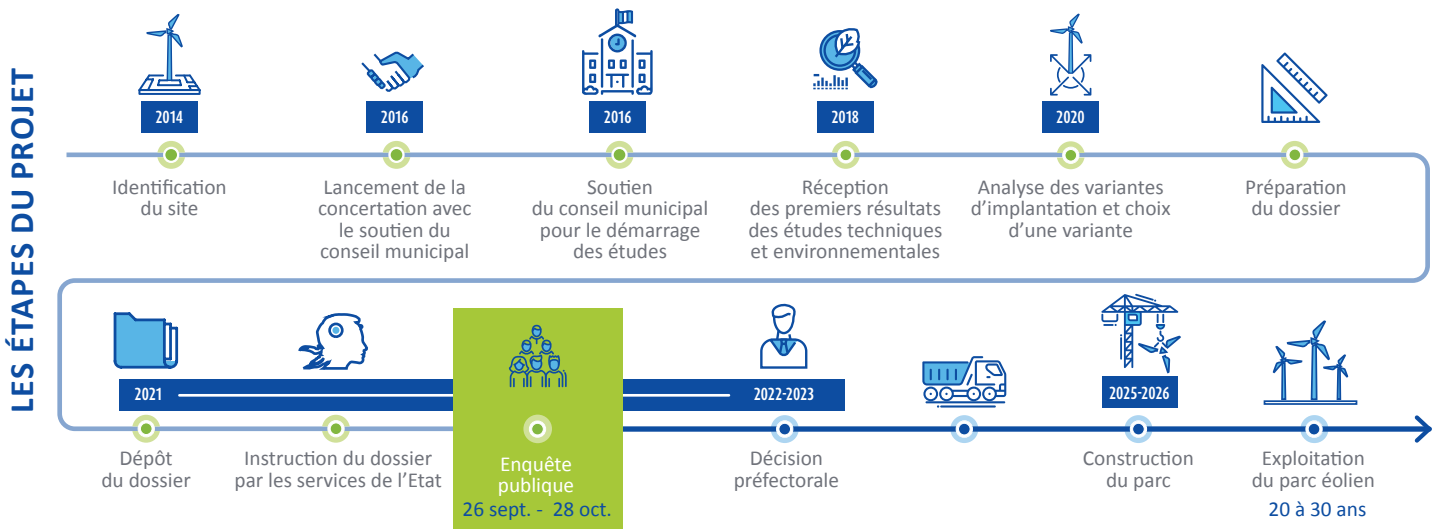 LES ÉTAPES DU PROJET
2014
Identification
du site
2016
Lancement de la
concertation avec
le soutien du
conseil municipal
2016
Soutien
du conseil municipal
pour le démarrage
des études
2018
Réception
des premiers résultats
des études techniques
et environnementales
2020
Analyse des variantes
d’implantation et choix
d’une variante
Préparation
du dossier
2021
Dépôt
du dossier
Instruction du dossier
par les services de l’Etat
Enquête
publique
26 sept. - 28 oct.
2022-2023
Décision
préfectorale
2025-2026
Construction
du parc
Exploitation
du parc éolien
20 à 30 ans